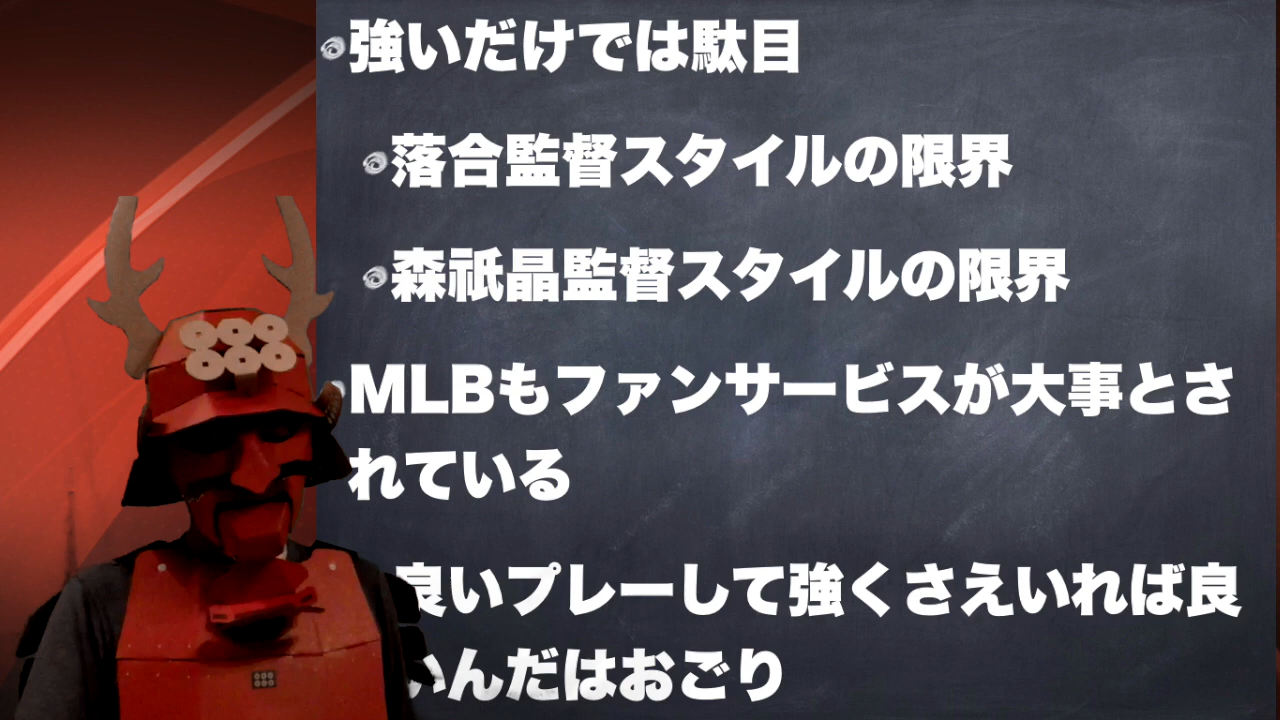 強いだけでは駄目
落合監督スタイルの限界
森祇晶監督スタイルの限界
MLBもファンサービスが大事とさ
れている
良いプレーして強くさえいれば良
いんだはおごり